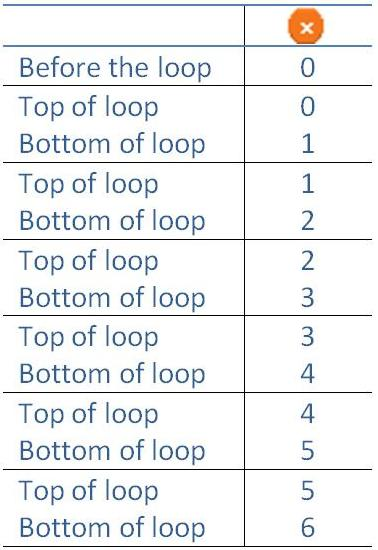 x
Before the loop 0
Top of loop 0
Bottom of loop 1
Top of loop 1
Bottom of loop 2
Top of loop 2
Bottom of loop 3
Top of loop 3
Bottom of loop 4
Top of loop 4
Bottom of loop 5
Top of loop 5
Bottom of loop 6